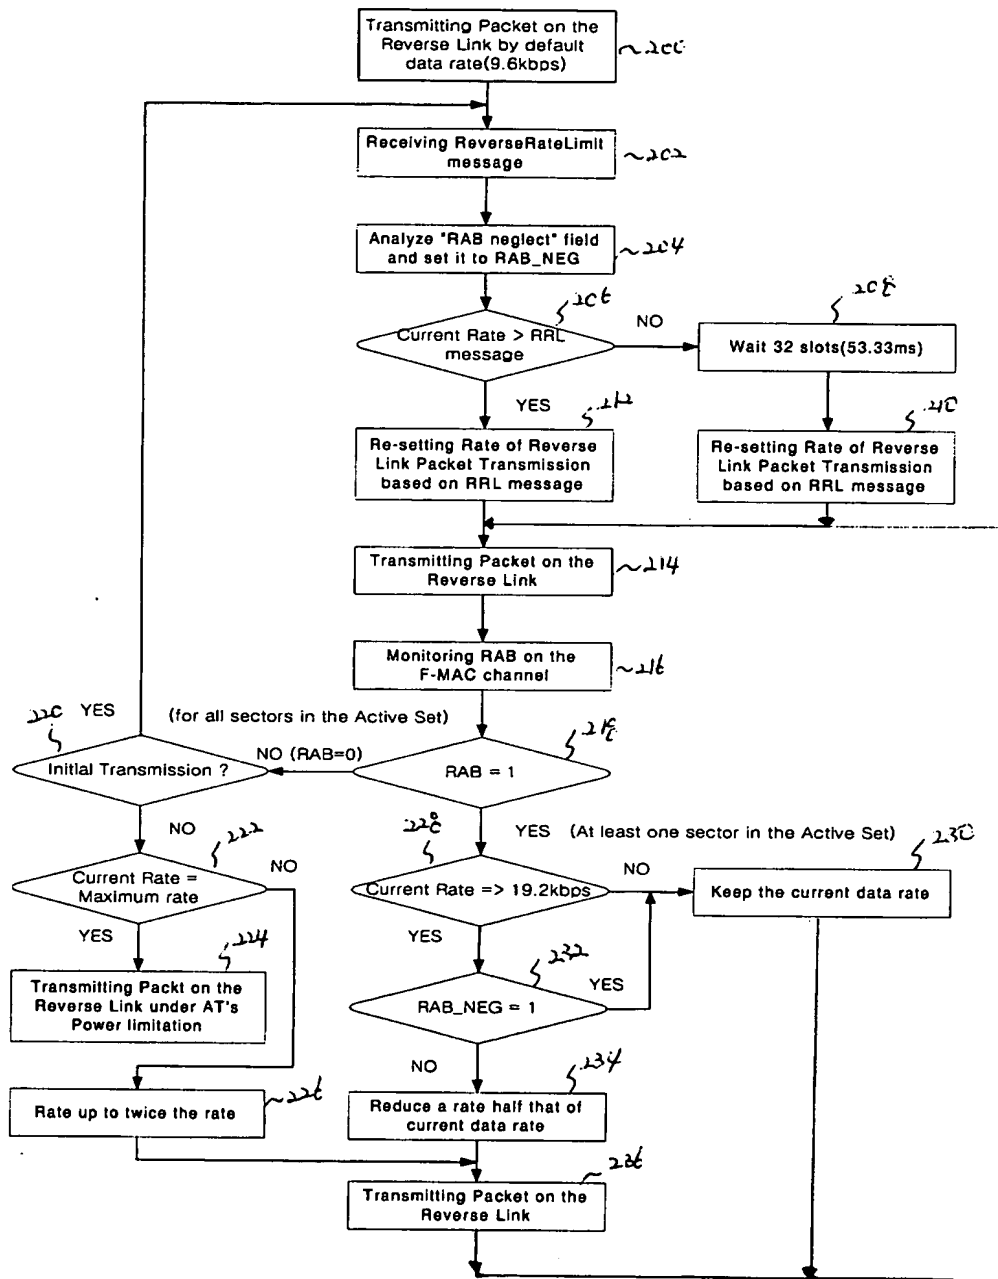 Transmitting Packet on the
Reverse Link by default
data rate(9.6kbps)
200
Receiving ReverseRateLimit
message
202
Analyze "RAB neglect" field
and set it to RAB_NEG
204
206
208
Current Rate > RRL
message
NO
Wait 32 slots(53.33ms)
YES
212
210
Re-setting Rate of Reverse
Link Packet Transmission
based on RRL message
Re-setting Rate of Reverse
Link Packet Transmission
based on RRL message
Transmitting Packet on the
Reverse Link
214
Monitoring RAB on the
F-MAC channel
216
220
YES
(for all sectors in the Active Set)
218
Initial Transmission ?
NO (RAB=0)
RAB = 1
NO
228
YES
(At least one sector in the Active Set)
230
222
NO
Current Rate =
Maximum rate
Current Rate => 19.2kbps
NO
Keep the current data rate
YES
224
YES
232
Transmitting Packt on the
Reverse Link under AT's
Power limitation
RAB_NEG = 1
YES
NO
234
Rate up to twice the rate
226
Reduce a rate half that of
current data rate
236
Transmitting Packet on the
Reverse Link